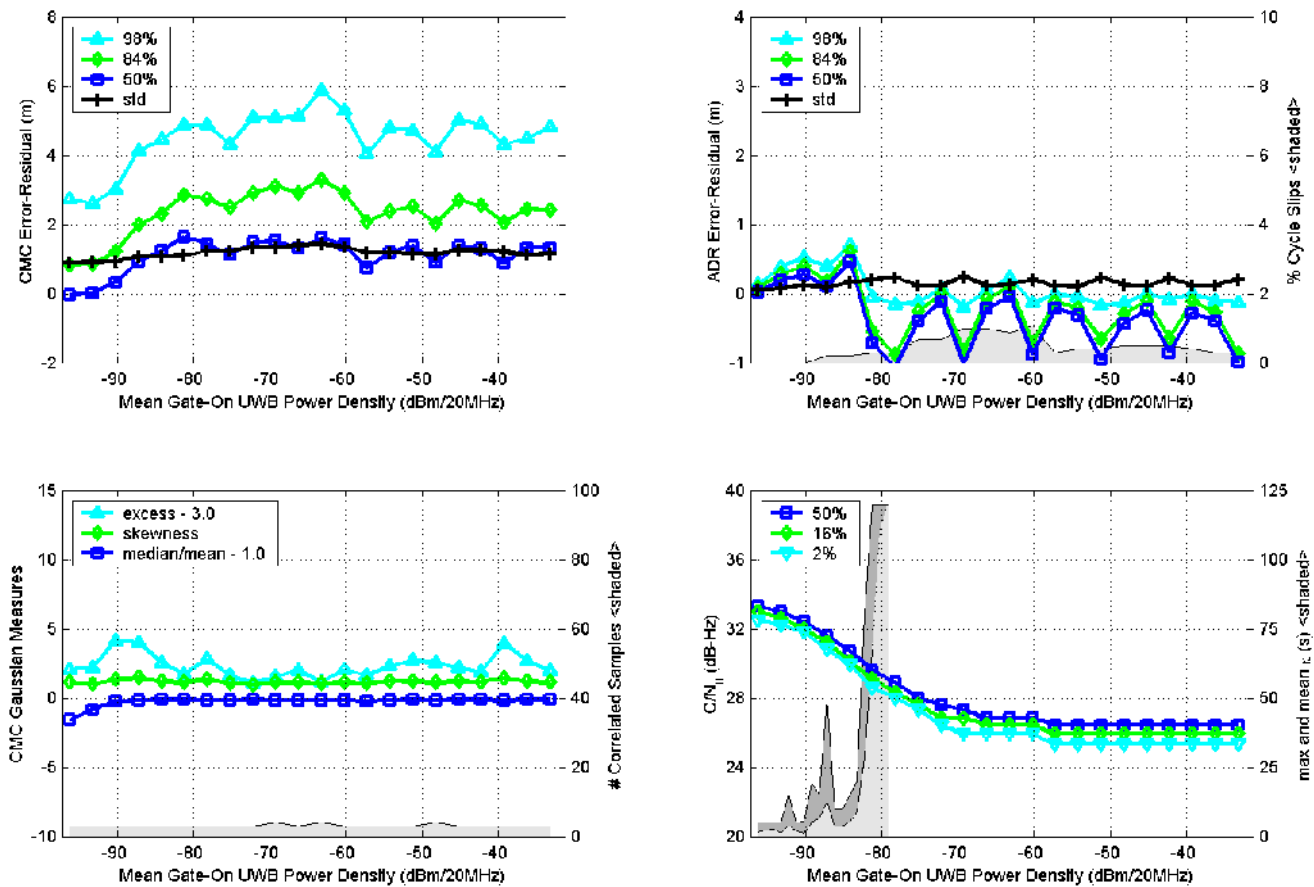 8
6
4
2
0
-2
CMC Error-Residual (m)
98%
84%
50%
std
-90 -80 -70 -60 -50 -40
Mean Gate-On UWB Power Density (dBm/20MHz)
4
3
2
1
0
-1
ADR Error-Residual (m)
98%
84%
50%
std
10
8
6
4
2
0
% Cycle Slips <shaded>
-90 -80 -70 -60 -50 -40
Mean Gate-On UWB Power Density (dBm/20MHz)
15
10
5
0
-5
-10
CMC Gaussian Measures
excess - 3.0
skewness
median/mean - 1.0
100
80
60
40
20
0
# Correlated Samples <shaded>
-90 -80 -70 -60 -50 -40
Mean Gate-On UWB Power Density (dBm/20MHz)
40
36
32
28
24
20
(dB-Hz)
50%
16%
2%
125
100
75
50
25
0
max and mean (s) <shaded>
-90 -80 -70 -60 -50 -40
Mean Gate-On UWB Power Density (dBm/20MHz)